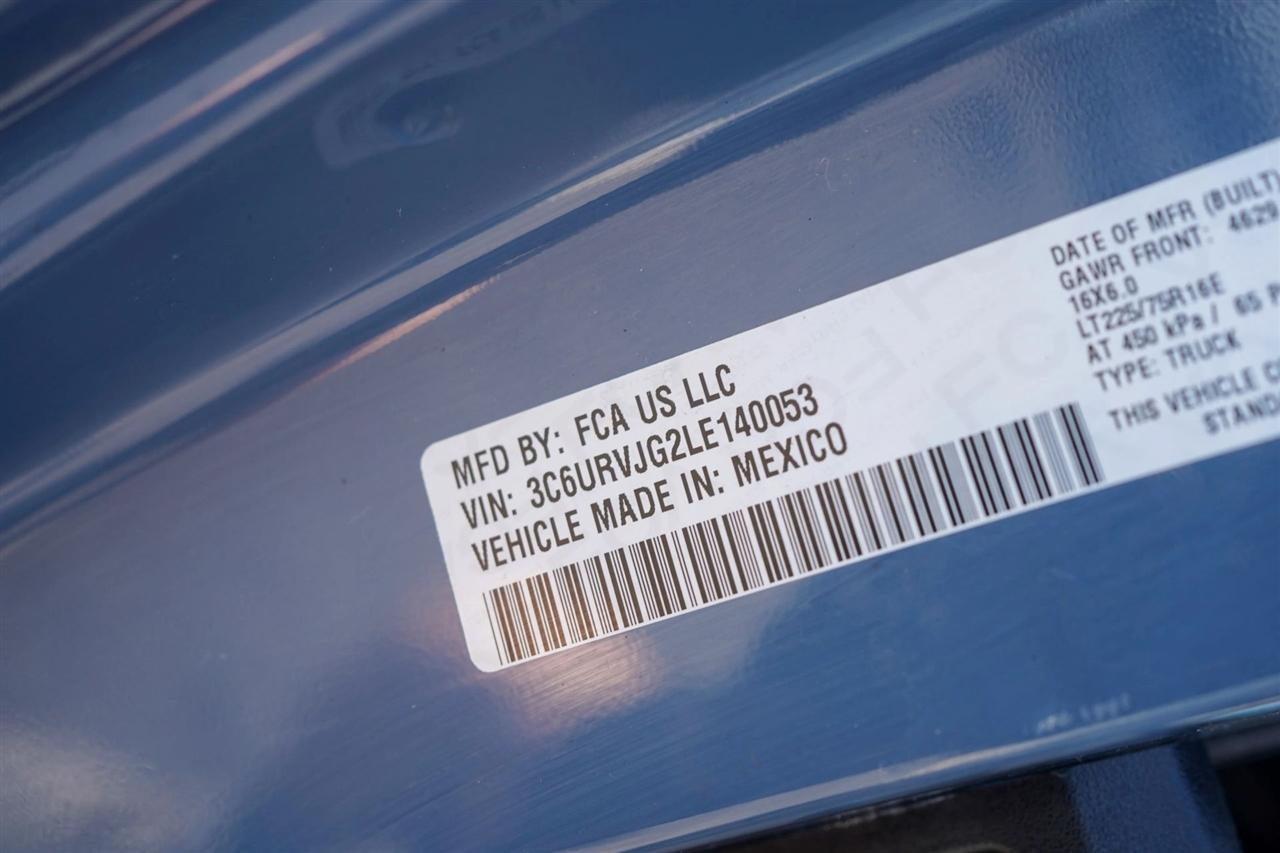 MFD BY: FCA US LLC
VIN: 3C6URVJG2LE140053
VEHICLE MADE IN: MEXICO
DATE OF MFR (BUILT)
GAWR FRONT: 4629
16X6.0
LT225/75R16E
AT 450 kPa / 65 P
TYPE: TRUCK
THIS VEHICLE C
STAND